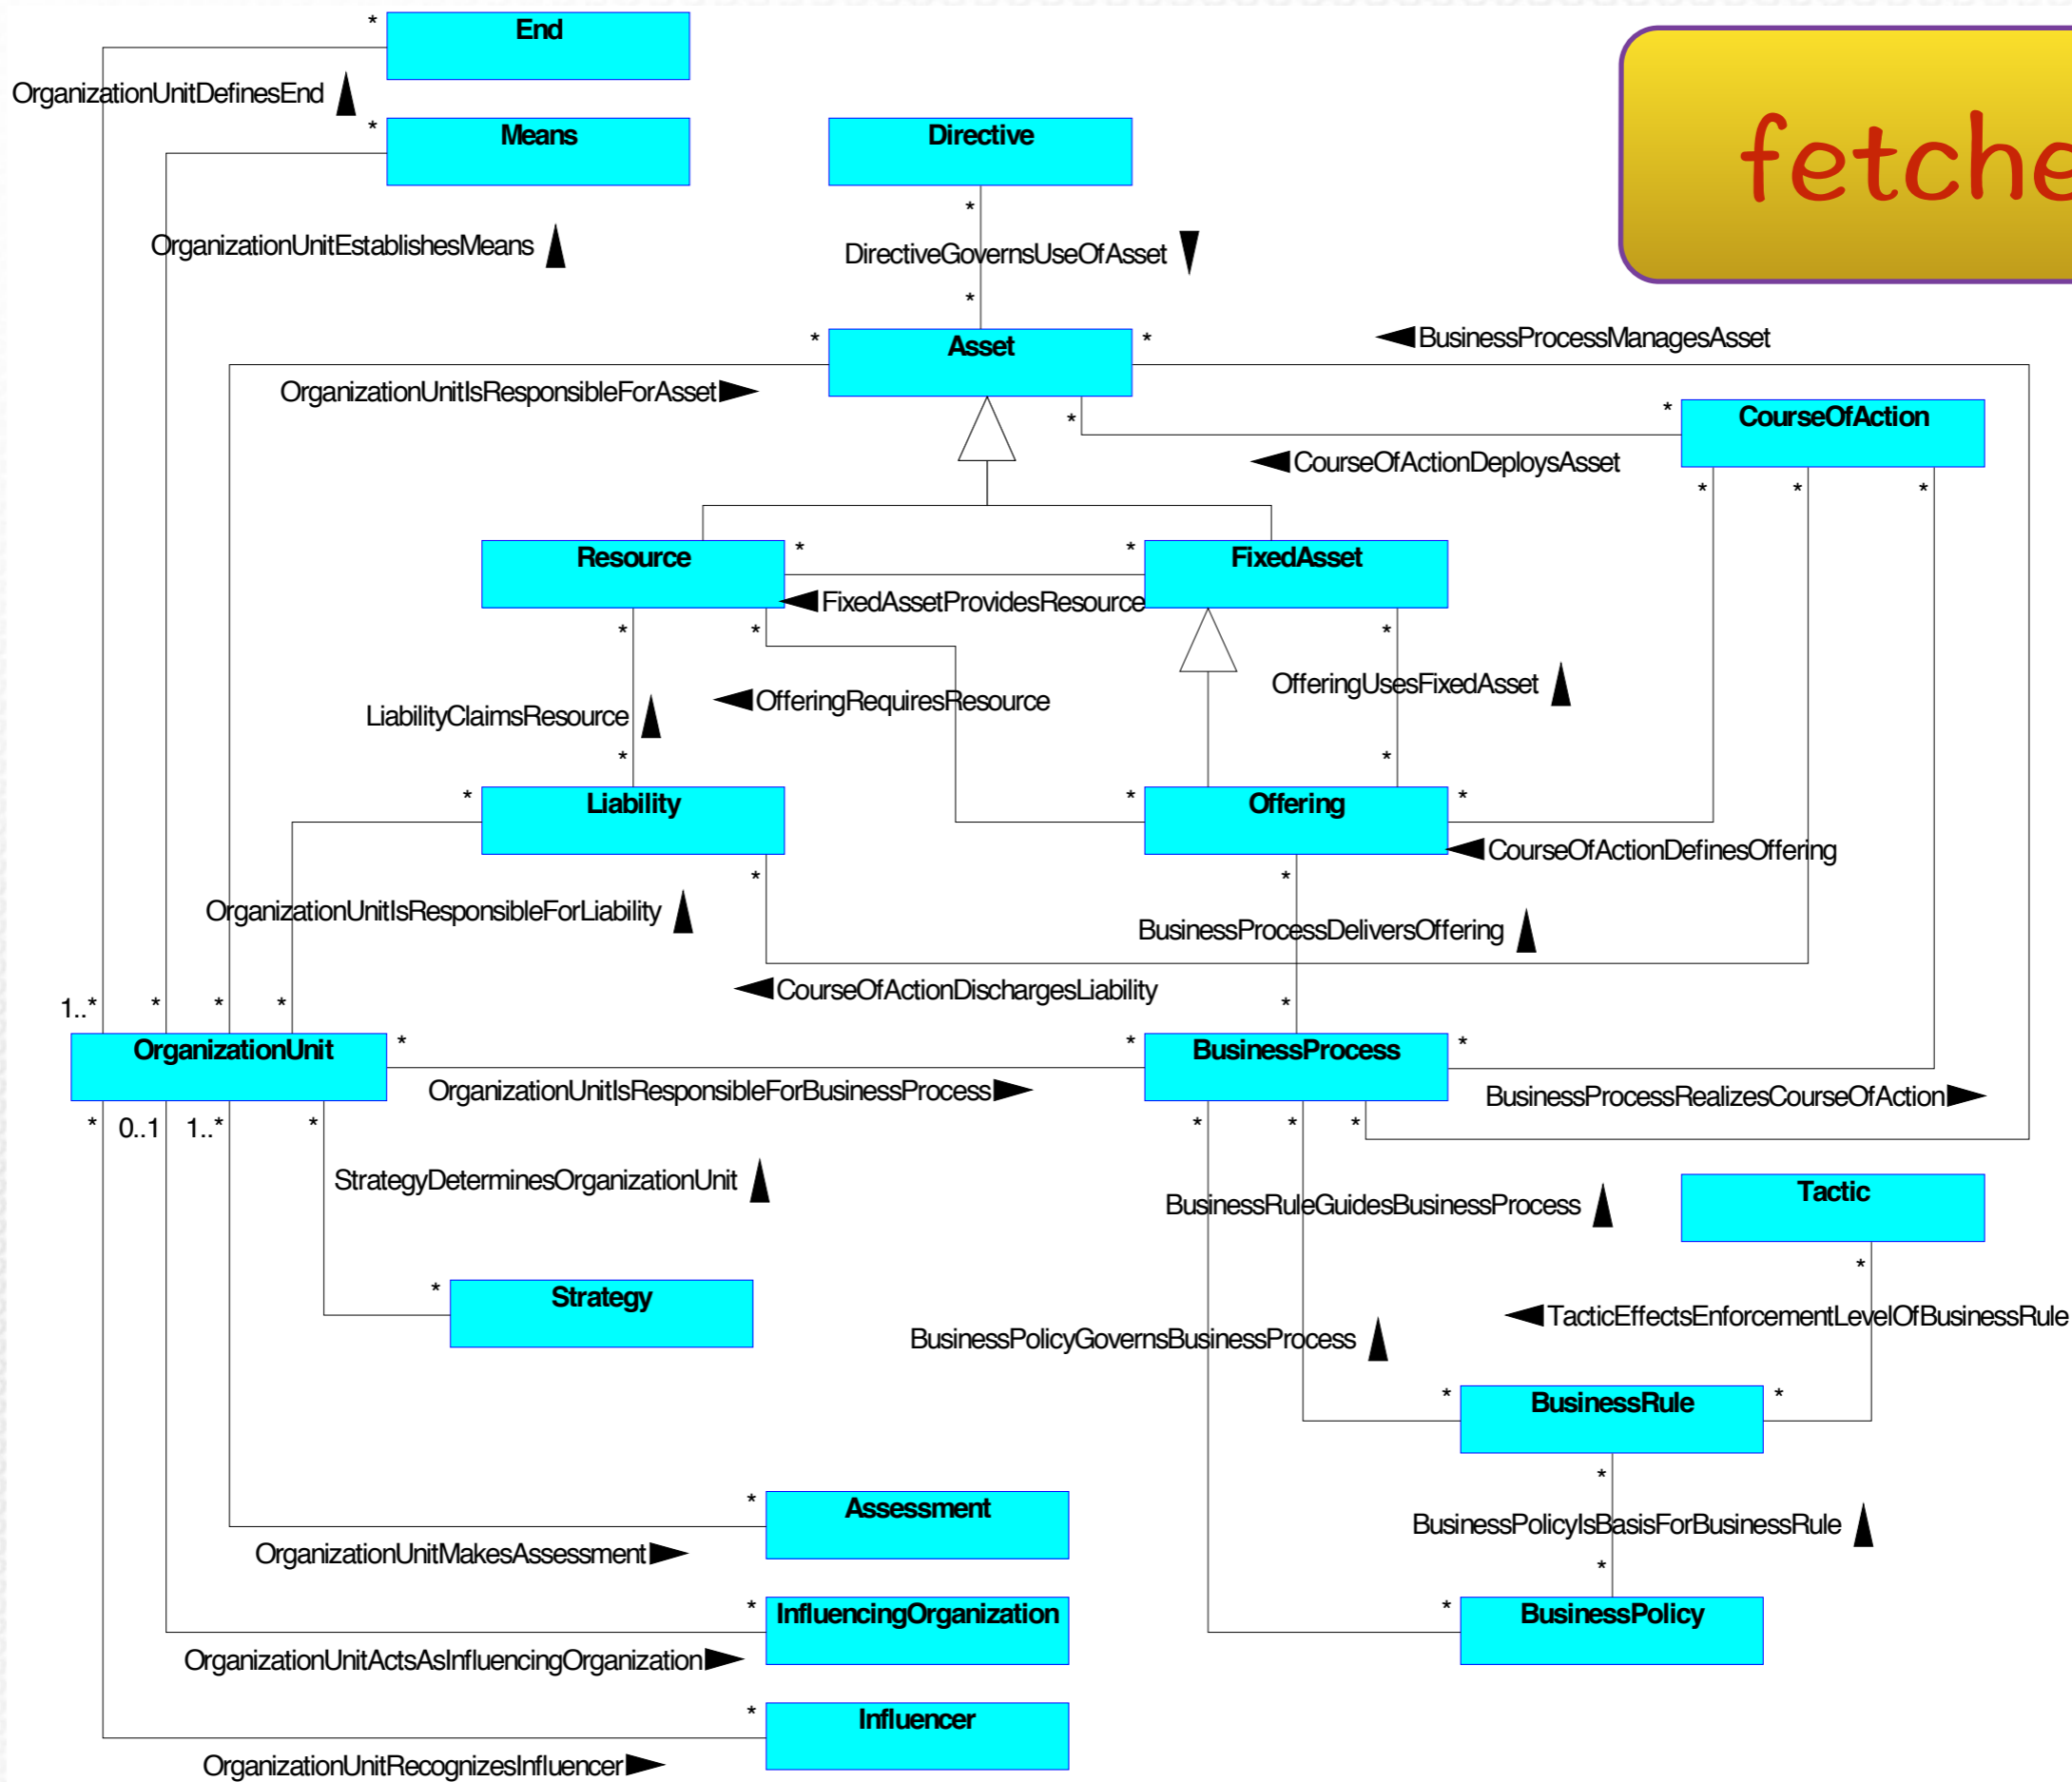 *
End
OrganizationUnitDefinesEnd
*
Means
Directive
OrganizationUnitEstablishesMeans
*
DirectiveGovernsUseOfAsset
*
*
Asset
*
BusinessProcessManagesAsset
OrganizationUnitIsResponsibleForAsset
*
*
CourseOfAction
CourseOfActionDeploysAsset
*
*
*
Resource
*
*
FixedAsset
FixedAssetProvidesResource
*
*
*
OfferingUsesFixedAsset
LiabilityClaimsResource
OfferingRequiresResource
*
*
*
Liability
*
Offering
*
CourseOfActionDefinesOffering
*
*
OrganizationUnitIsResponsibleForLiability
BusinessProcessDeliversOffering
CourseOfActionDischargesLiability
1..*
*
*
*
*
OrganizationUnit
*
*
BusinessProcess
*
OrganizationUnitIsResponsibleForBusinessProcess
BusinessProcessRealizesCourseOfAction
*
0..1
1..*
*
*
*
*
StrategyDeterminesOrganizationUnit
BusinessRuleGuidesBusinessProcess
Tactic
*
*
Strategy
TacticEffectsEnforcementLevelOfBusinessRule
BusinessPolicyGovernsBusinessProcess
*
BusinessRule
*
*
*
Assessment
BusinessPolicyIsBasisForBusinessRule
OrganizationUnitMakesAssessment
*
*
InfluencingOrganization
*
BusinessPolicy
OrganizationUnitActsAsInfluencingOrganization
*
Influencer
OrganizationUnitRecognizesInfluencer